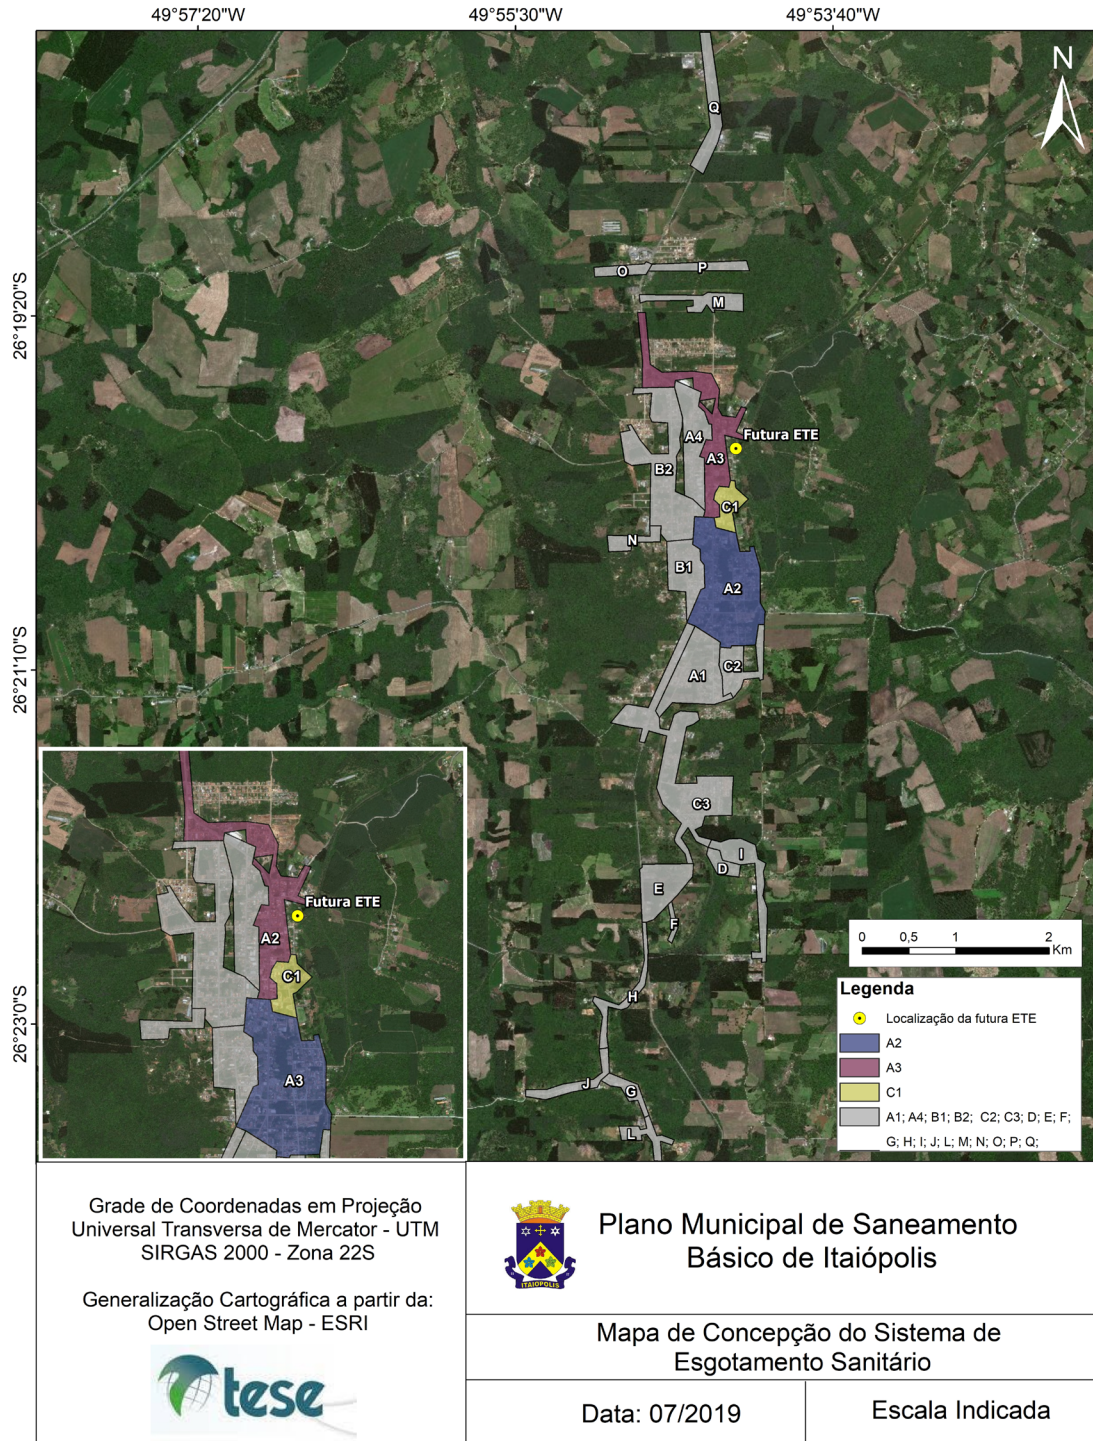 49°57'20"W
49°55'30"W
49°53'40"W
N
Q
O
P
26°19'20"S
M
A4
Futura ETE
A3
B2
C1
N
B1
A2
26°21'10"S
C2
A1
C3
I
D
E
F
H
J
G
L
Futura ETE
A2
C1
A3
26°23'0"S
0 0,5 1 2
Km
Legenda
Localização da futura ETE
A2
A3
C1
A1; A4; B1; B2; C2; C3; D; E; F;
G; H; I; J; L; M; N; O; P; Q;
Grade de Coordenadas em Projeção
Universal Transversa de Mercator - UTM
SIRGAS 2000 - Zona 22S
Generalização Cartográfica a partir da:
Open Street Map - ESRI
tese
ITAIÓPOLIS
Plano Municipal de Saneamento
Básico de Itaiópolis
Mapa de Concepção do Sistema de
Esgotamento Sanitário
Data: 07/2019
Escala Indicada